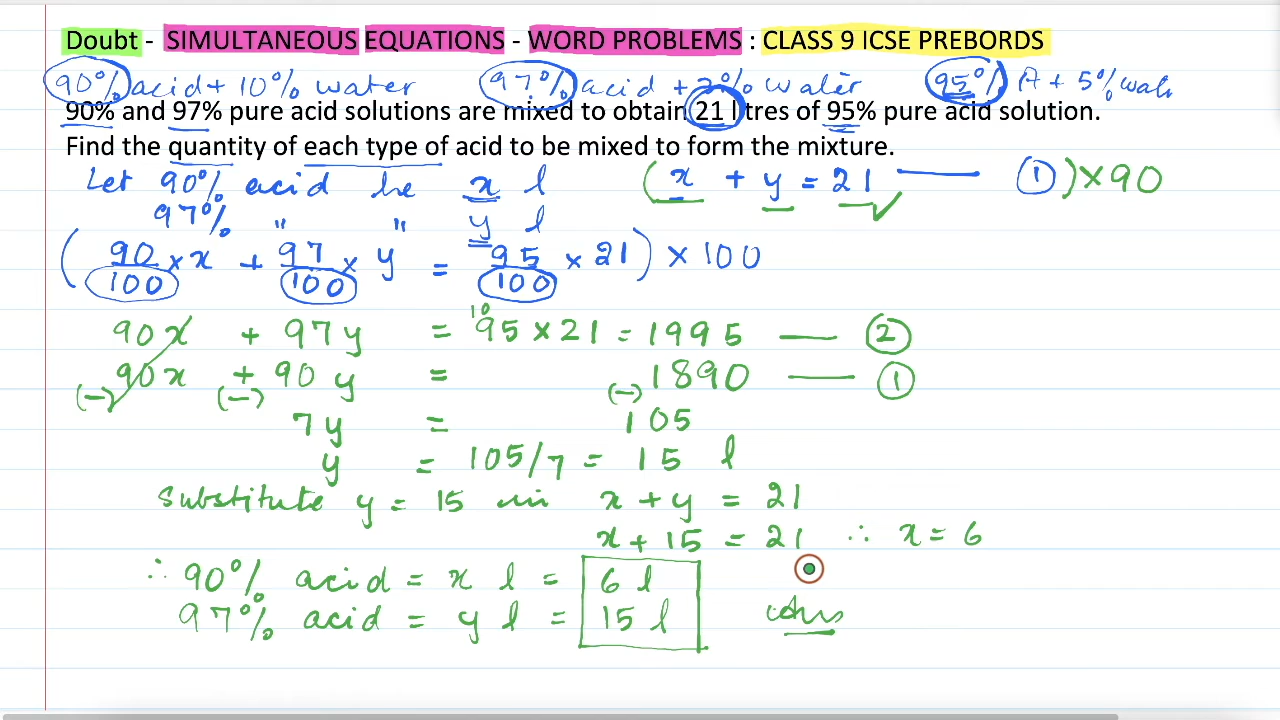 Doubt - SIMULTANEOUS EQUATIONS - WORD PROBLEMS : CLASS 9 ICSE PREBORDS
90% acid + 10% water 97% acid + 3% water 95% A + 5% wate
90% and 97% pure acid solutions are mixed to obtain 21 litres of 95% pure acid solution.
Find the quantity of each type of acid to be mixed to form the mixture.
Let 90% acid be x l (x + y = 21 —— ①) × 90
97% " " y l
(90/100 × x + 97/100 × y = 95/100 × 21) × 100
90x + 97y = 95 × 21 = 1995 — ②
(-) 90x + (-) 90y = (-) 1890 — ①
7y = 105
y = 105/7 = 15 l
Substitute y = 15 in x + y = 21
x + 15 = 21 ∴ x = 6
∴ 90% acid = x l = 6 l
97% acid = y l = 15 l Ans